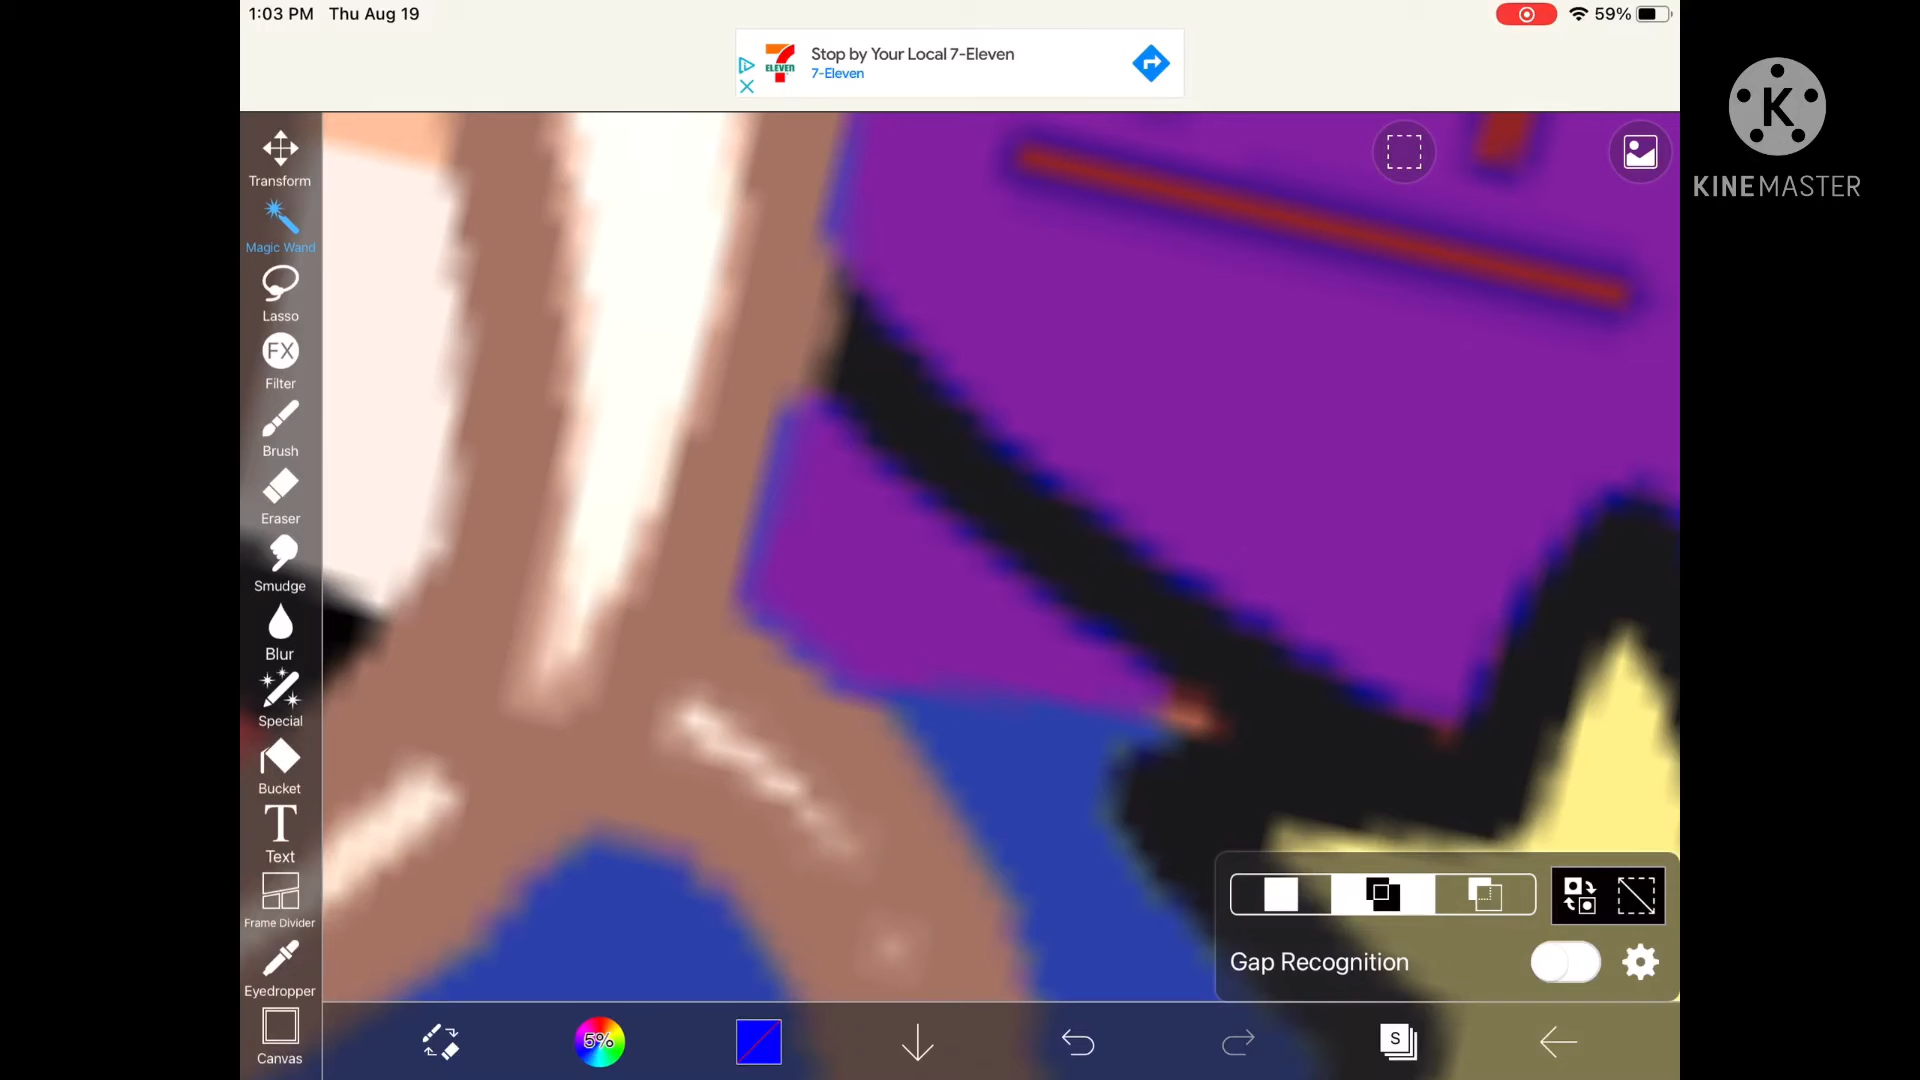 1:03 PM Thu Aug 19
59%
Stop by Your Local 7-Eleven
7-Eleven
7 ELEVEN
K
KINEMASTER
Transform
Magic Wand
Lasso
FX
Filter
Brush
Eraser
Smudge
Blur
Special
Bucket
T
Text
Frame Divider
Eyedropper
Canvas
Gap Recognition
5%
S